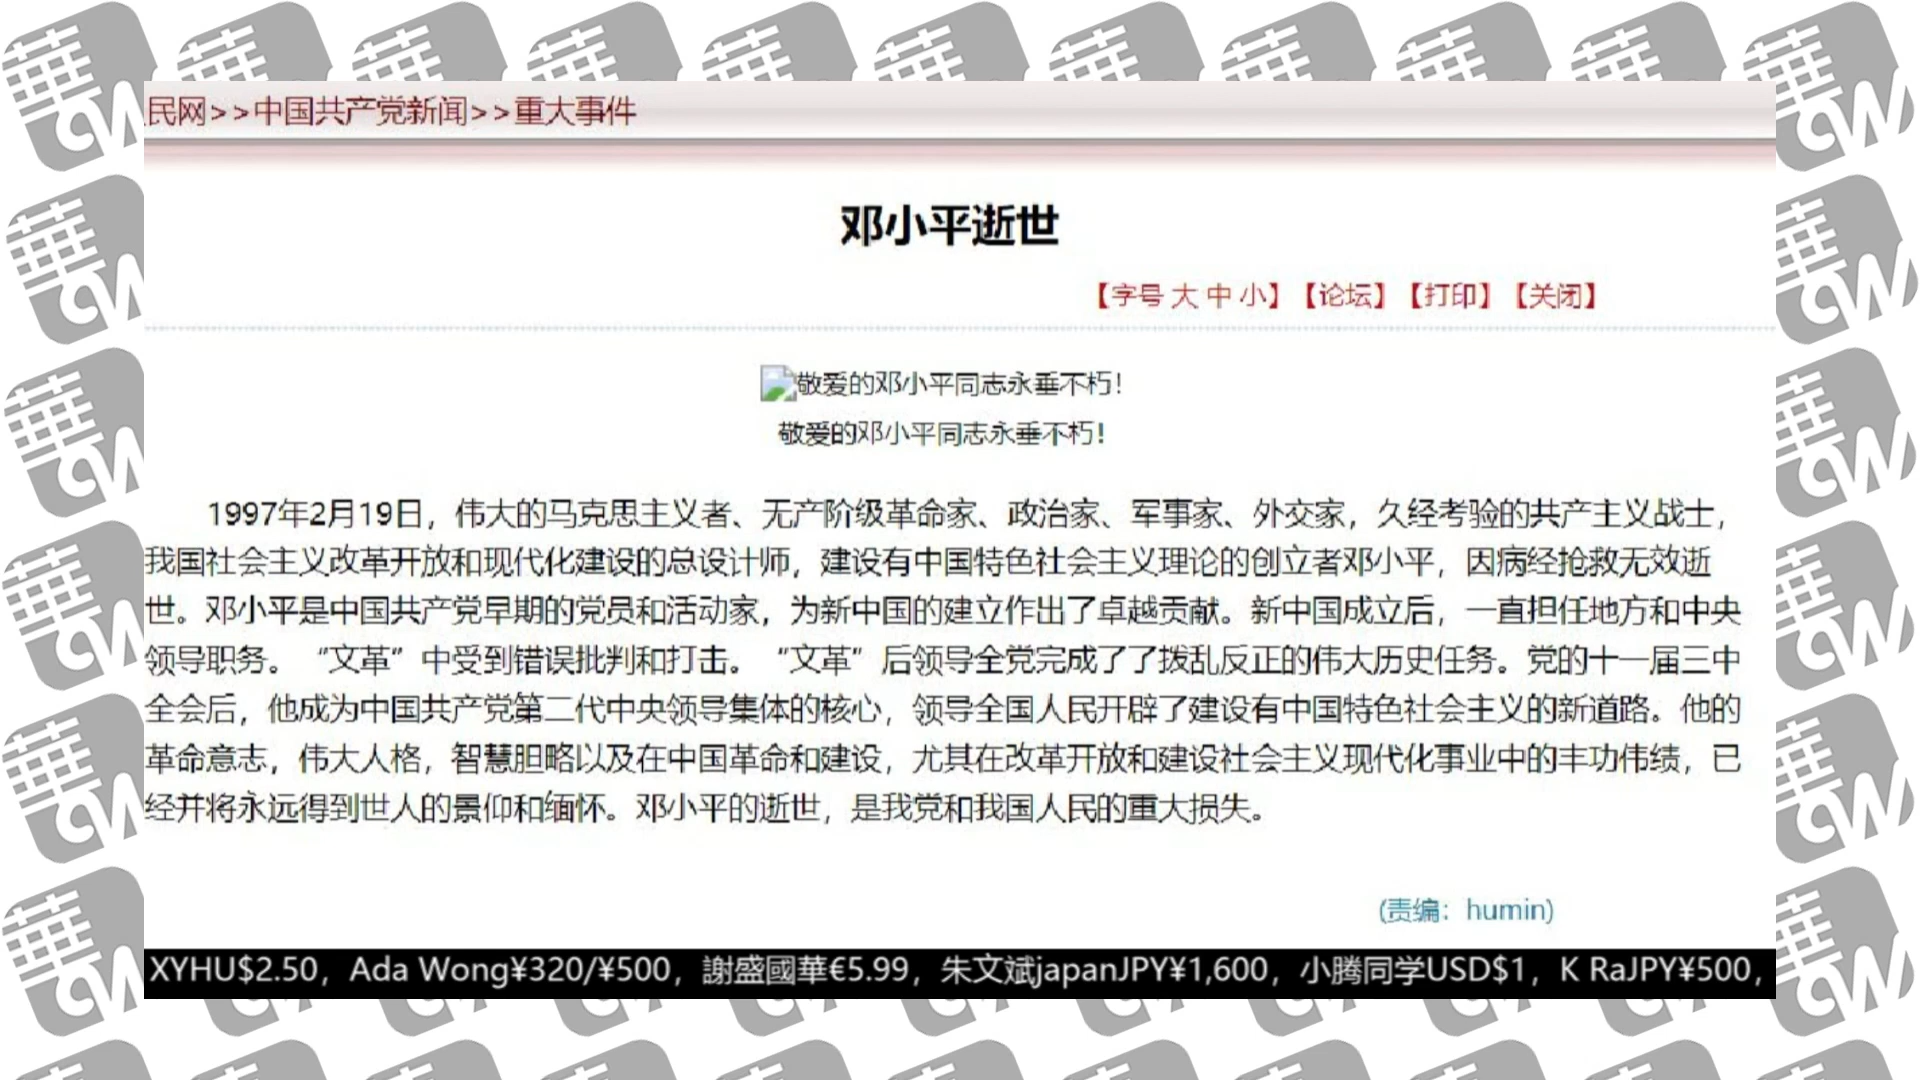 民网>>中国共产党新闻>>重大事件
邓小平逝世
【字号 大 中 小】【论坛】【打印】【关闭】
敬爱的邓小平同志永垂不朽！
敬爱的邓小平同志永垂不朽！
1997年2月19日，伟大的马克思主义者、无产阶级革命家、政治家、军事家、外交家，久经考验的共产主义战士，
我国社会主义改革开放和现代化建设的总设计师，建设有中国特色社会主义理论的创立者邓小平，因病经抢救无效逝
世。邓小平是中国共产党早期的党员和活动家，为新中国的建立作出了卓越贡献。新中国成立后，一直担任地方和中央
领导职务。“文革”中受到错误批判和打击。“文革”后领导全党完成了了拨乱反正的伟大历史任务。党的十一届三中
全会后，他成为中国共产党第二代中央领导集体的核心，领导全国人民开辟了建设有中国特色社会主义的新道路。他的
革命意志，伟大人格，智慧胆略以及在中国革命和建设，尤其在改革开放和建设社会主义现代化事业中的丰功伟绩，已
经并将永远得到世人的景仰和缅怀。邓小平的逝世，是我党和我国人民的重大损失。
(责编：humin)
XYHU$2.50，Ada Wong¥320/¥500，謝盛國華€5.99，朱文斌japanJPY¥1,600，小腾同学USD$1，K RaJPY¥500，